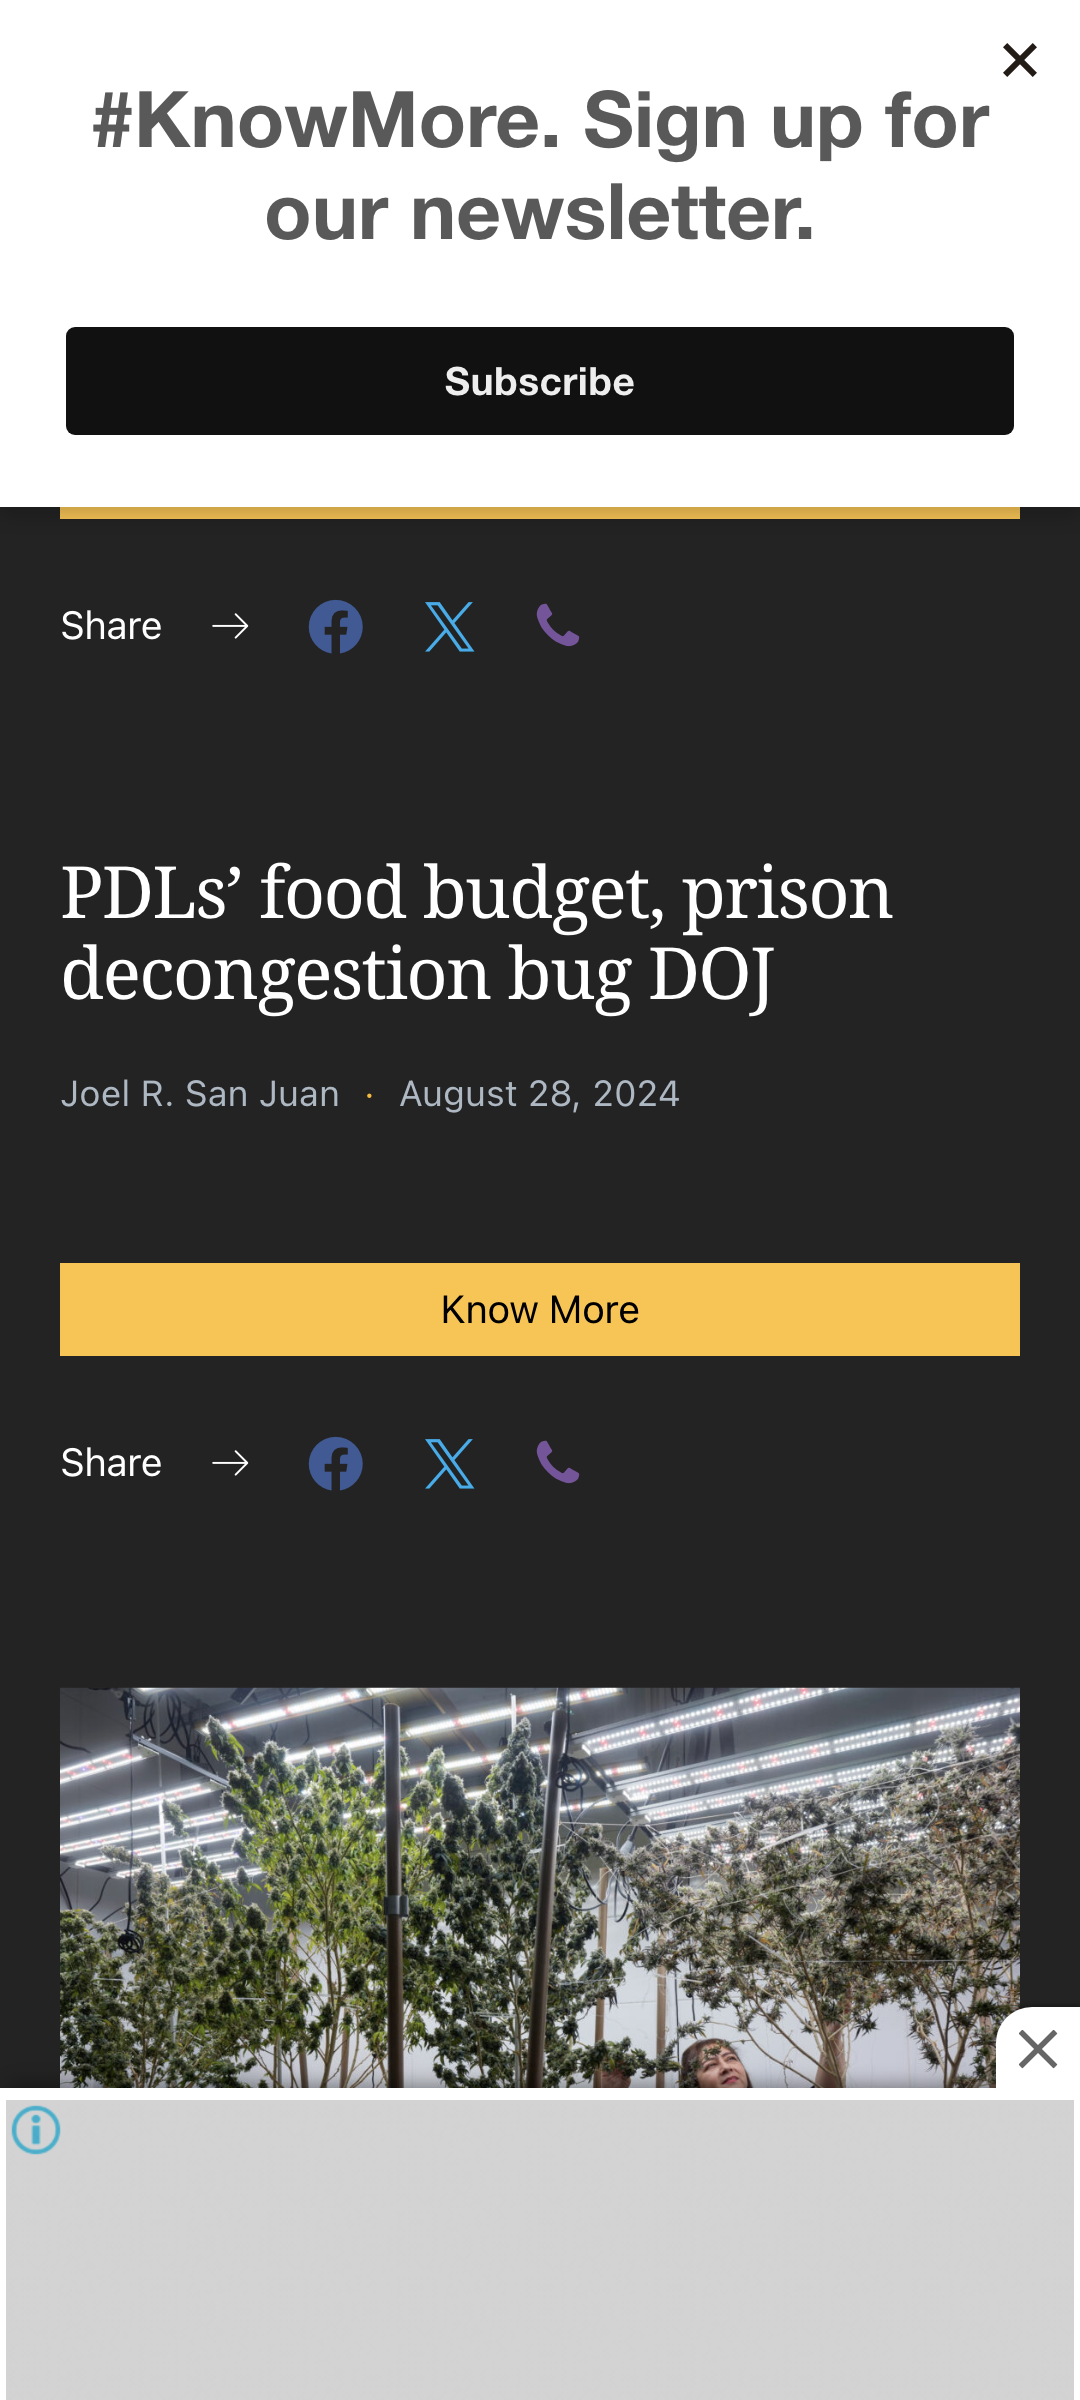 #KnowMore. Sign up for
our newsletter.
Subscribe
Share
PDLs’ food budget, prison
decongestion bug DOJ
Joel R. San Juan · August 28, 2024
Know More
Share